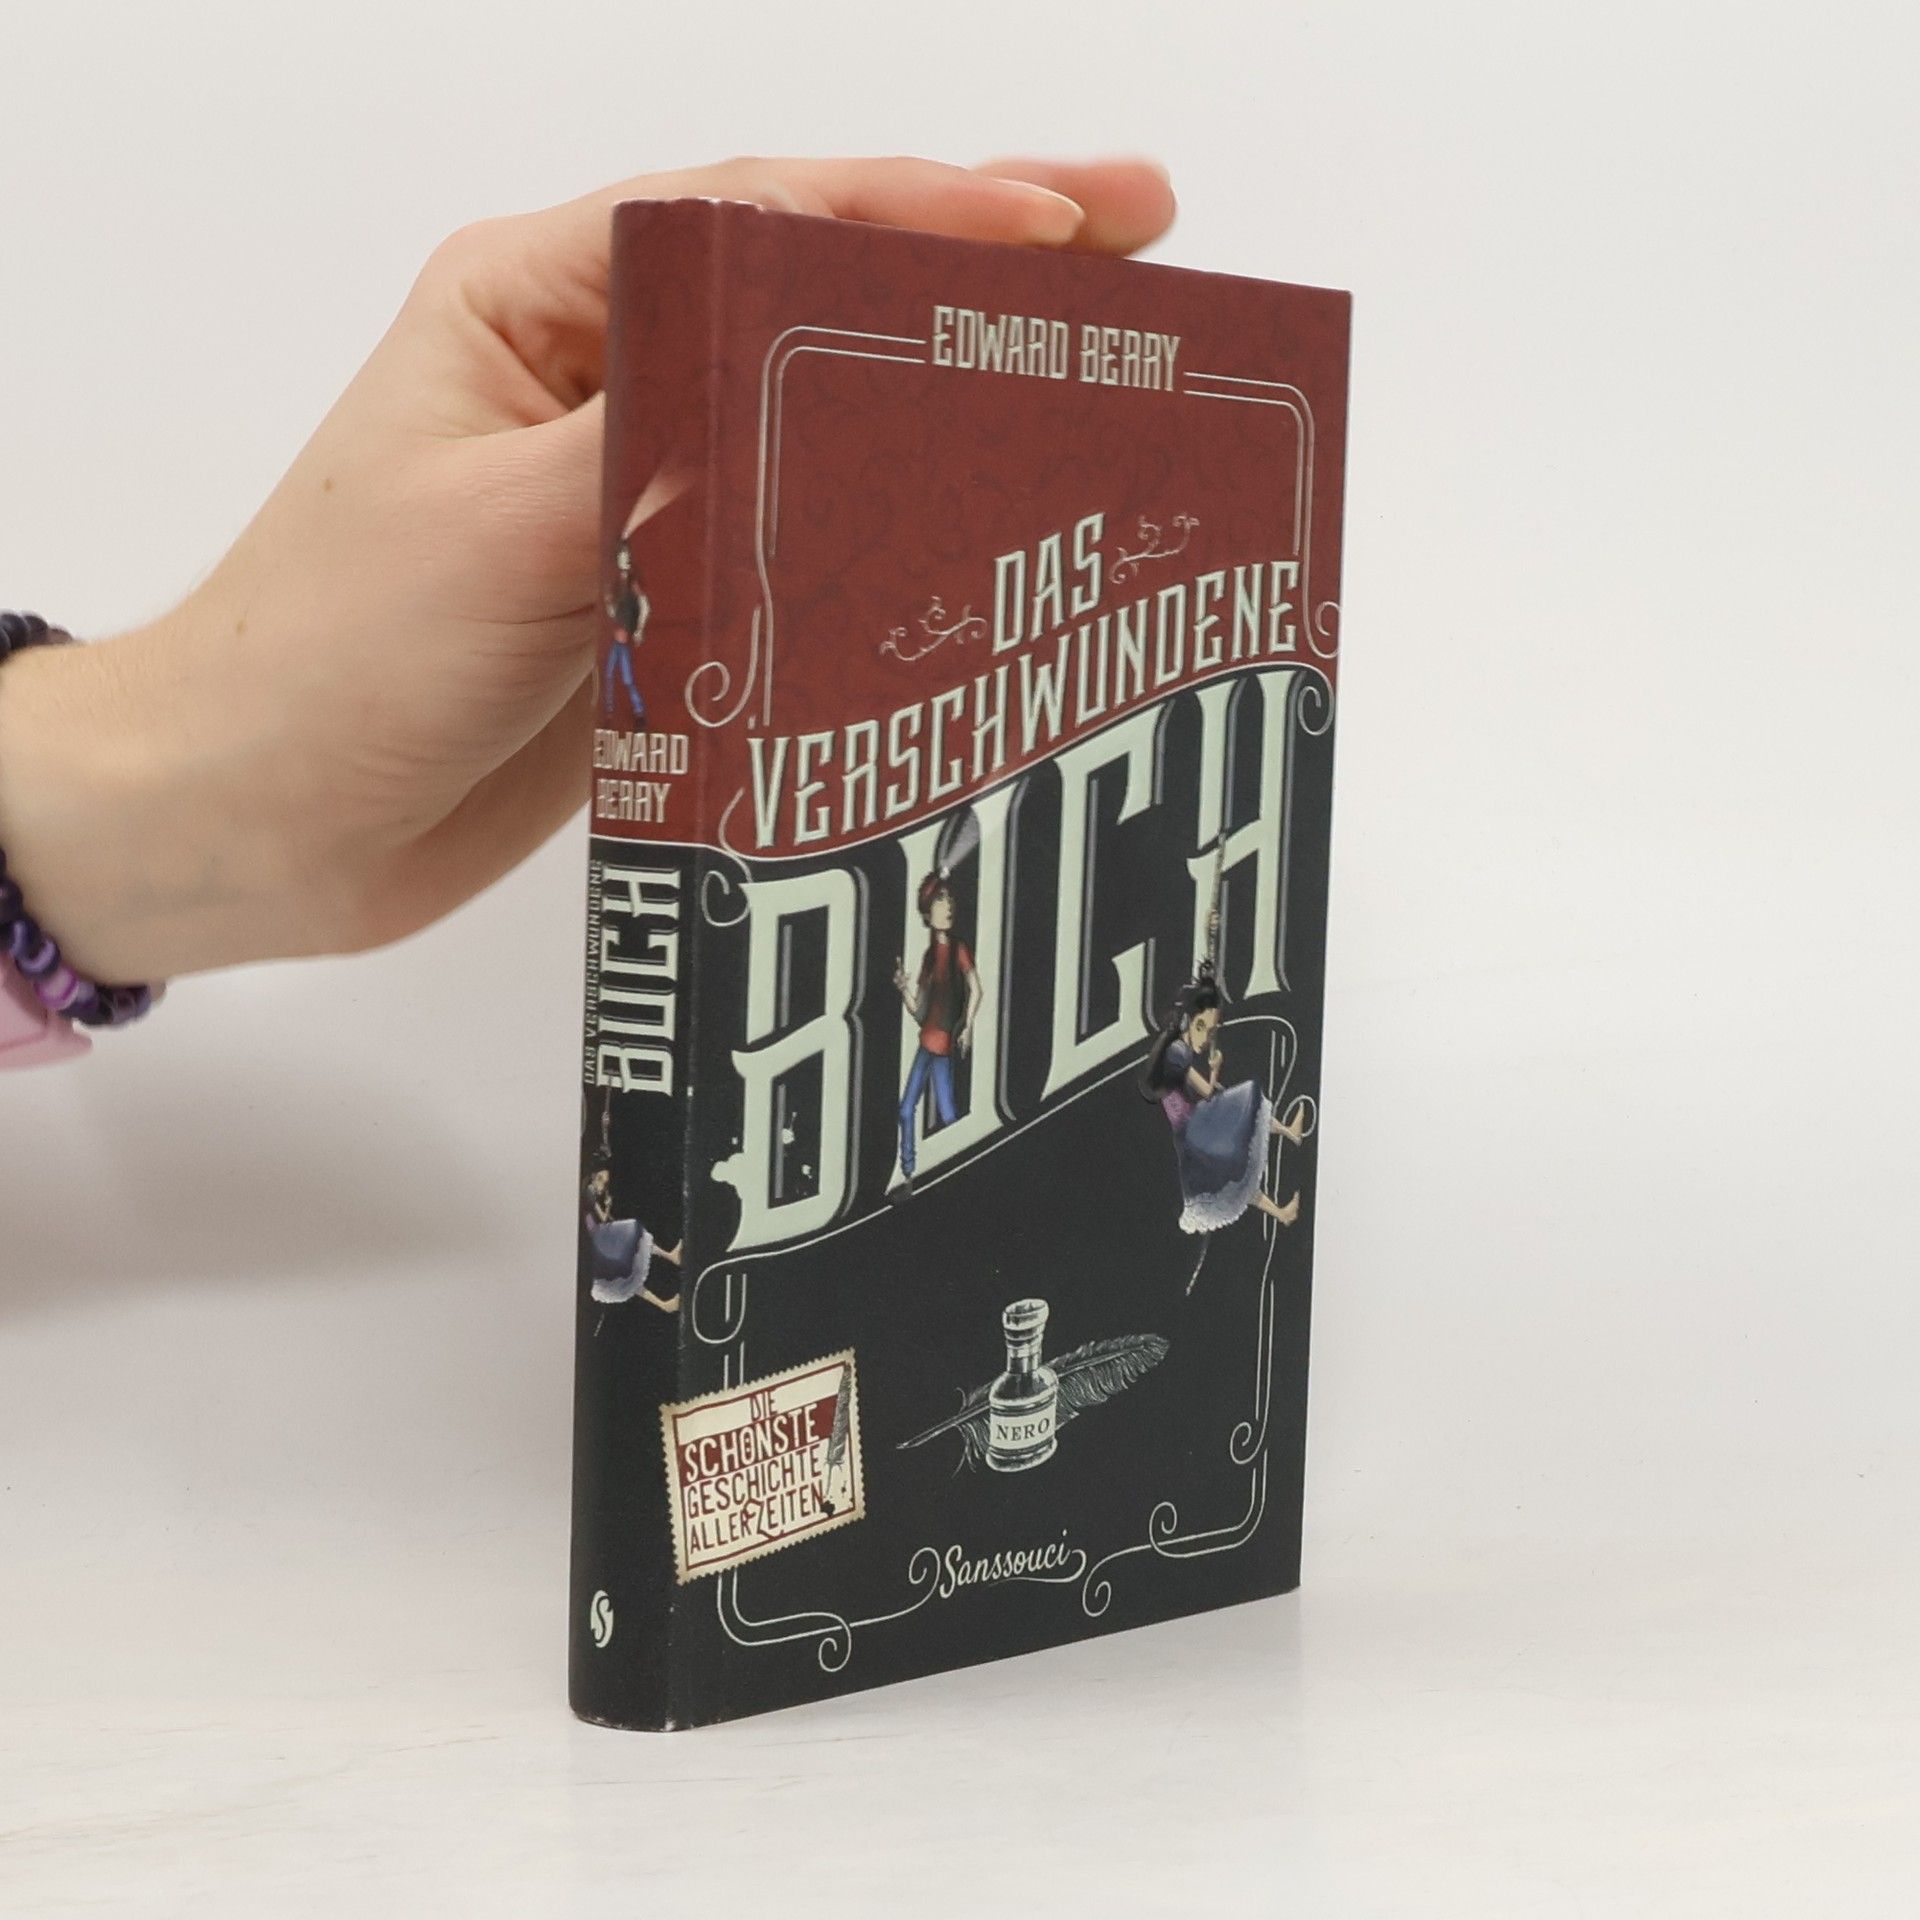 EDWARD BERRY
DAS
VERSCHWUNDENE
BUCH
NERO
DIE
SCHÖNSTE
GESCHICHTE
ALLER ZEITEN
Sanssouci
EDWARD
BERRY
DAS VERSCHWUNDENE
BUCH
S